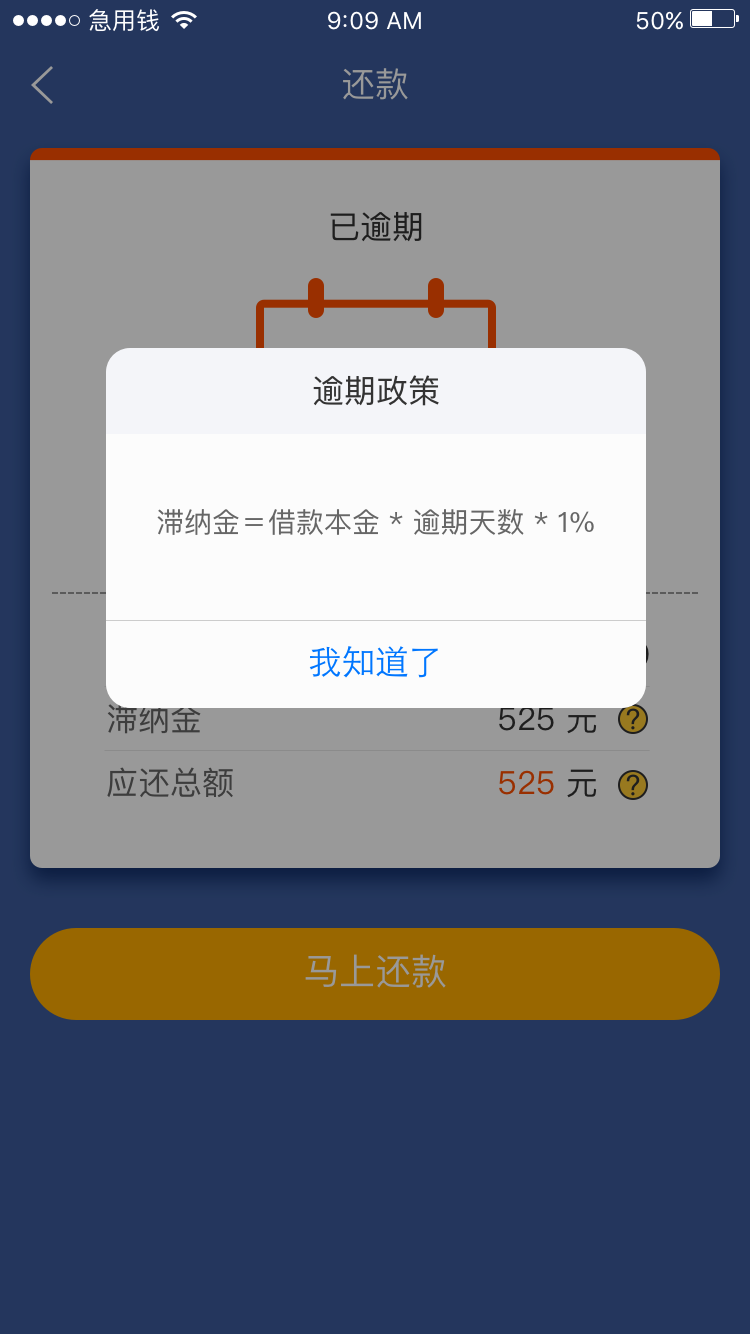 急用钱 9:09 AM 50%
还款
已逾期
逾期政策
滞纳金＝借款本金 * 逾期天数 * 1%
我知道了
滞纳金 525 元 ?
应还总额 525 元 ?
马上还款